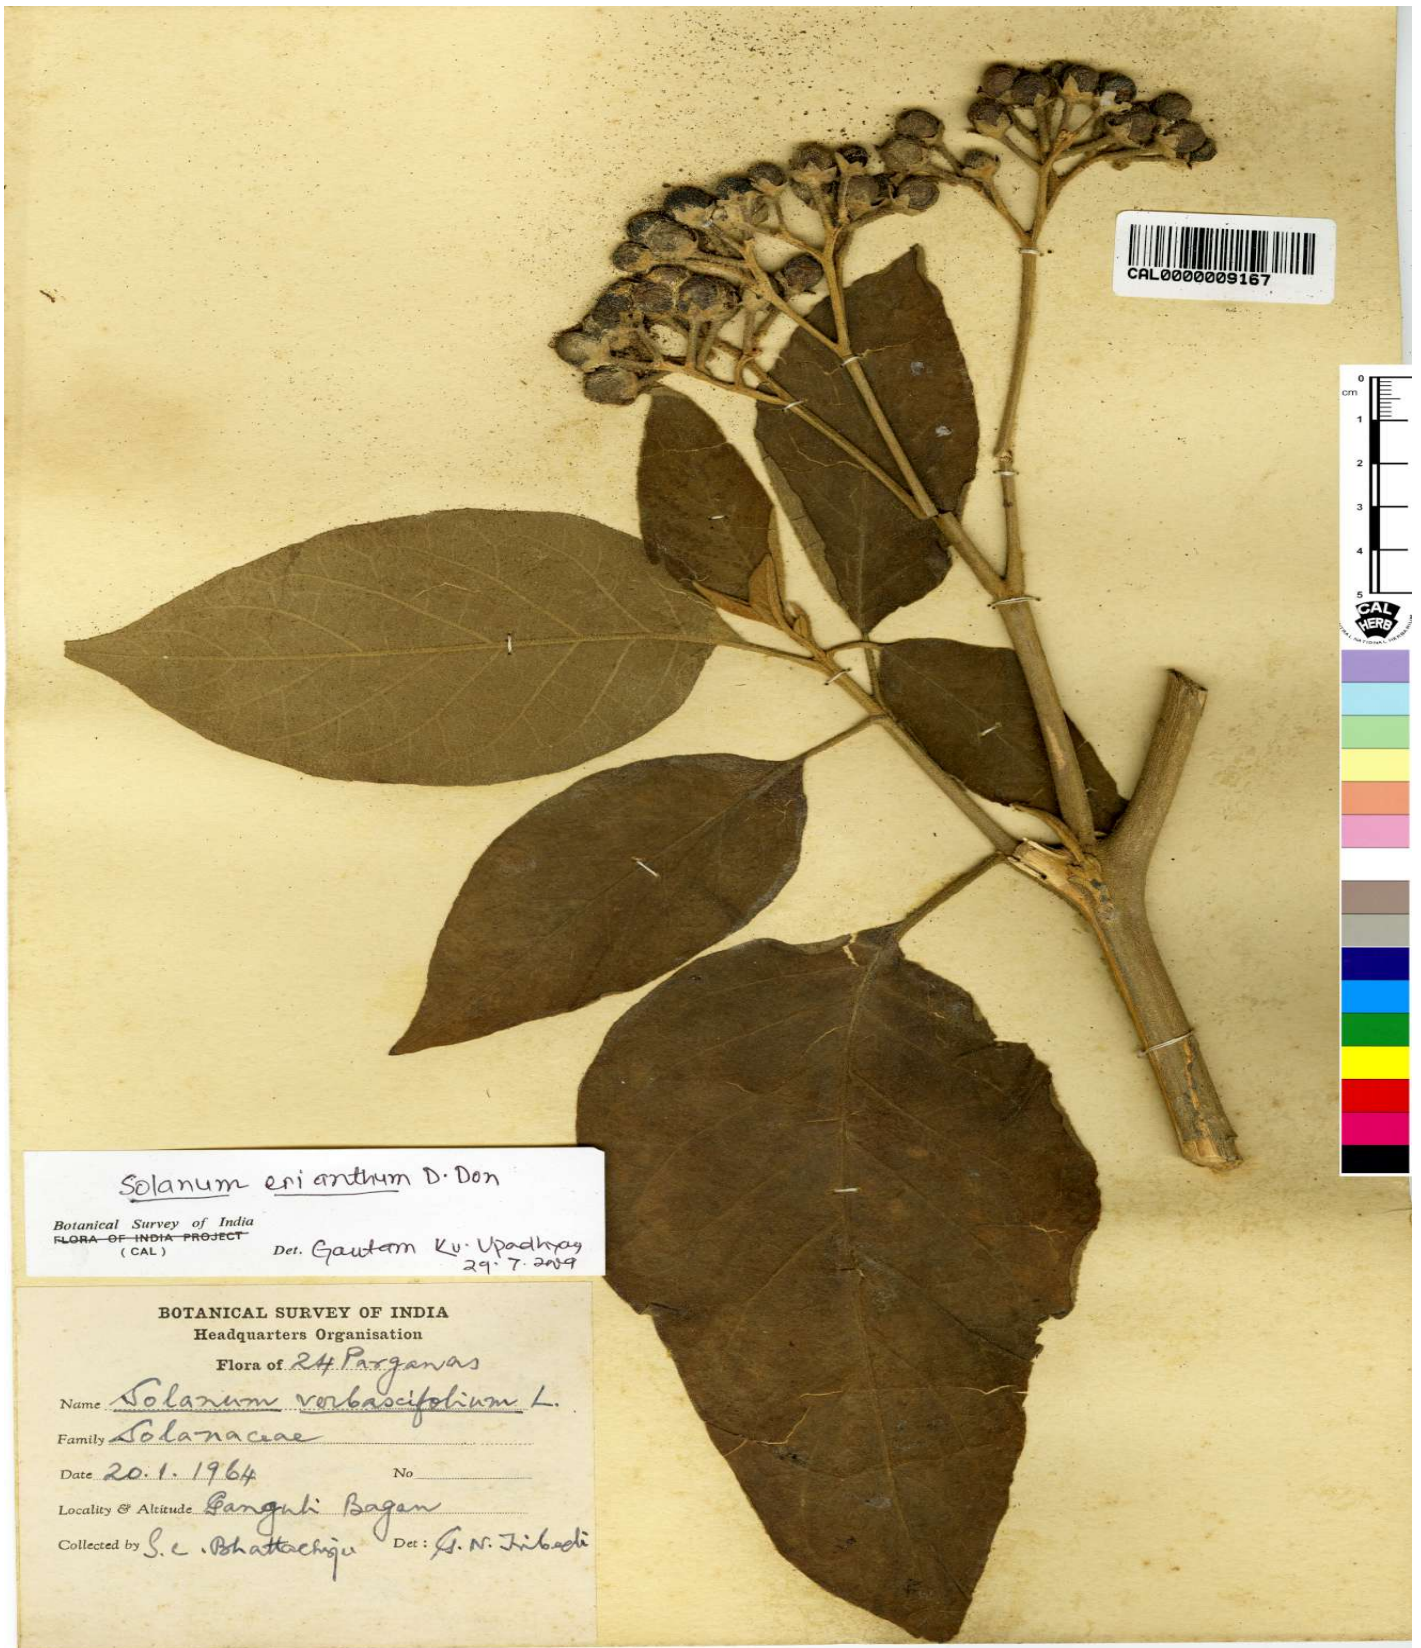 CAL0000009167
0
cm
1
2
3
4
5
CAL
HERB
Solanum erianthum D. Don
Botanical Survey of India
FLORA OF INDIA PROJECT
(CAL)
Det. Gautam Ku. Upadhyay
29.7.2009
BOTANICAL SURVEY OF INDIA
Headquarters Organisation
Flora of 24 Parganas
Name Solanum verbascifolium L.
Family Solanaceae
Date 20.1.1964 No
Locality & Altitude Ganguli Bagan
Collected by S. C. Det: G. N. Tribedi